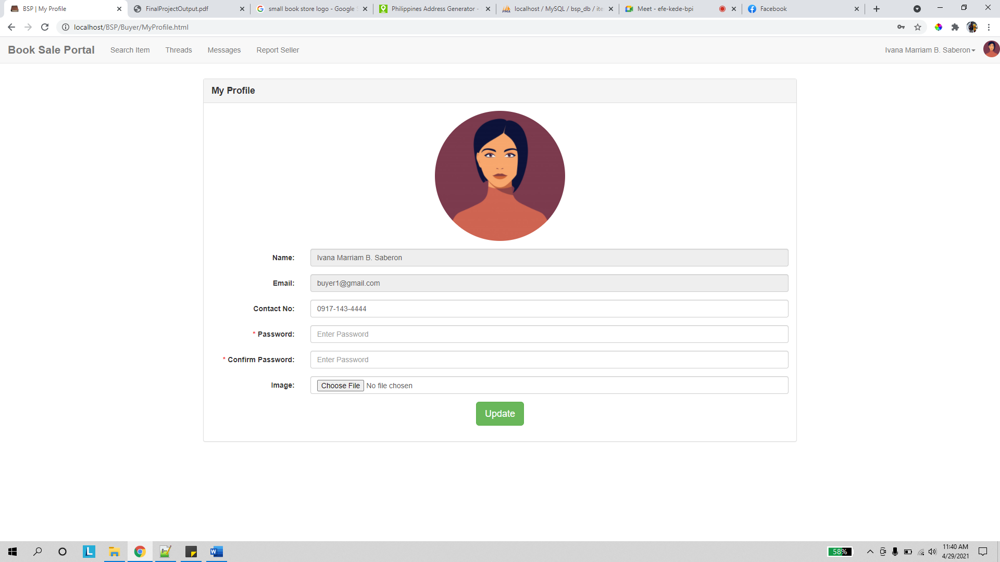 BSP | My Profile
FinalProjectOutput.pdf
small book store logo - Google
Philippines Address Generator -
localhost / MySQL / bsp_db / ite
Meet - efe-kede-bpi
Facebook
localhost/BSP/Buyer/MyProfile.html
Book Sale Portal
Search Item
Threads
Messages
Report Seller
Ivana Marriam B. Saberon
My Profile
Name:
Ivana Marriam B. Saberon
Email:
buyer1@gmail.com
Contact No:
0917-143-4444
* Password:
Enter Password
* Confirm Password:
Enter Password
Image:
Choose File No file chosen
Update
58%
11:40 AM
4/29/2021